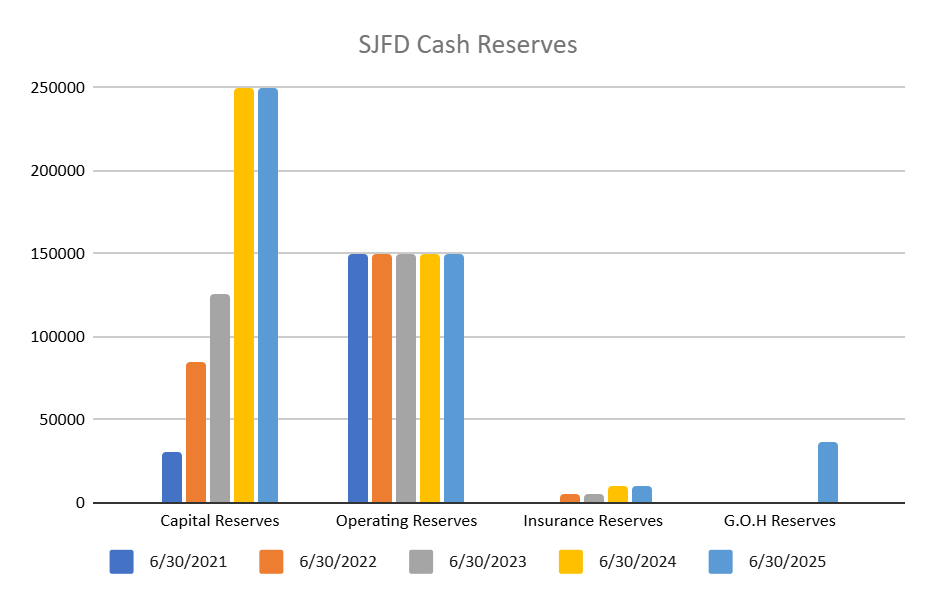 SJFD Cash Reserves
250000
200000
150000
100000
50000
0
Capital Reserves Operating Reserves Insurance Reserves G.O.H Reserves
6/30/2021 6/30/2022 6/30/2023 6/30/2024 6/30/2025